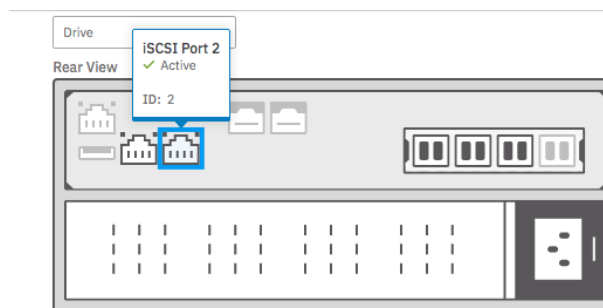 Drive
iSCSI Port 2
Active
Rear View
ID: 2